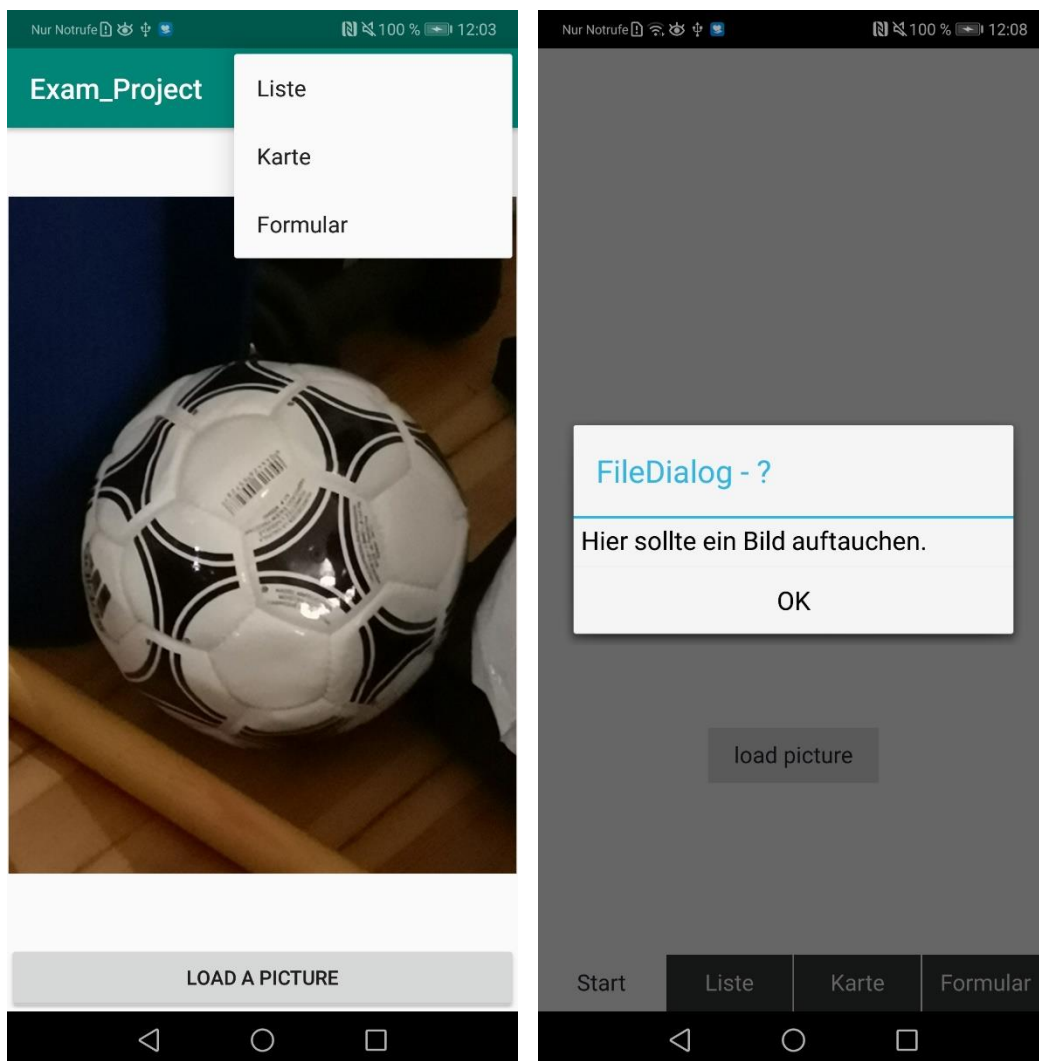 Nur Notrufe 100 % 12:03
Exam_Project
Liste
Karte
Formular
LOAD A PICTURE
Nur Notrufe 100 % 12:08
FileDialog - ?
Hier sollte ein Bild auftauchen.
OK
load picture
Start Liste Karte Formular